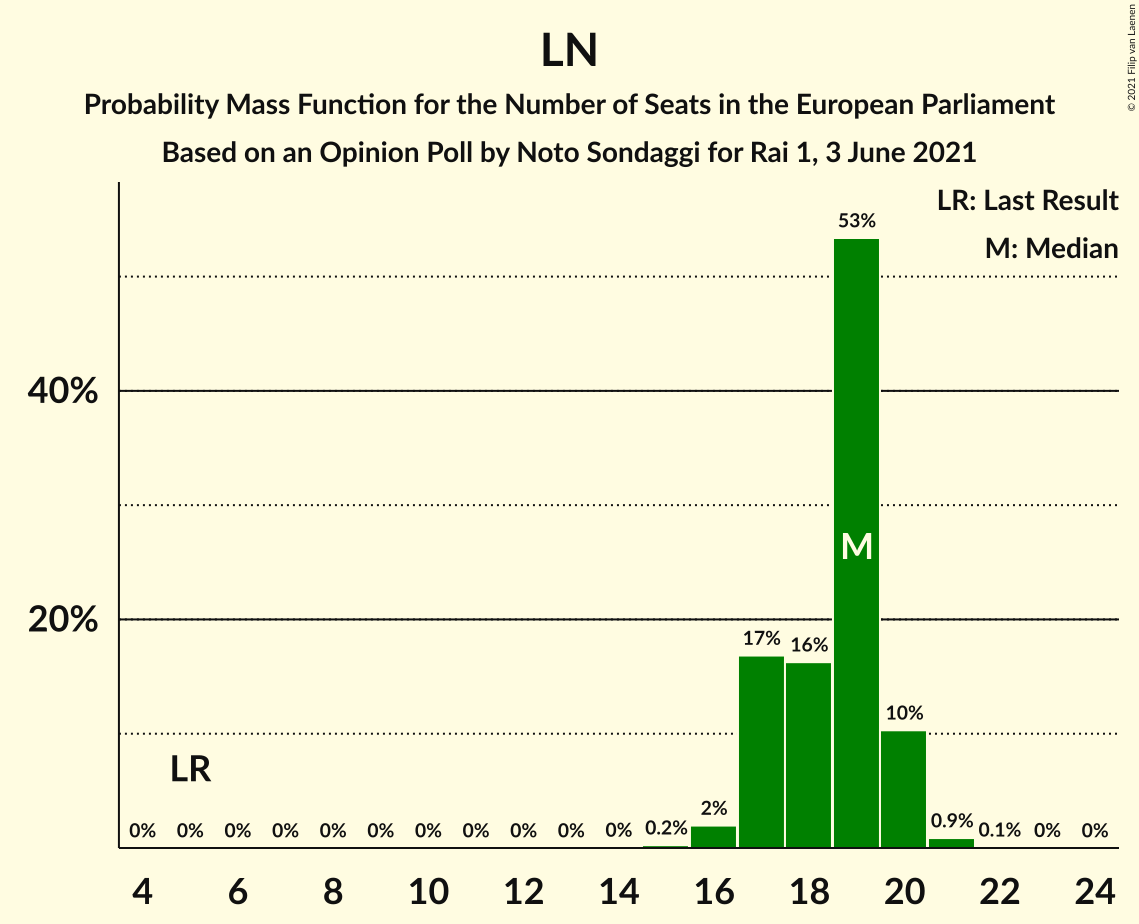 LN
Probability Mass Function for the Number of Seats in the European Parliament
Based on an Opinion Poll by Noto Sondaggi for Rai 1, 3 June 2021
© 2021 Filip van Laenen
LR: Last Result
M: Median
53%
40%
M
20%
17%
16%
10%
LR
0% 0% 0% 0% 0% 0% 0% 0% 0% 0% 0% 0.2% 2% 0.9% 0.1% 0% 0%
4 6 8 10 12 14 16 18 20 22 24